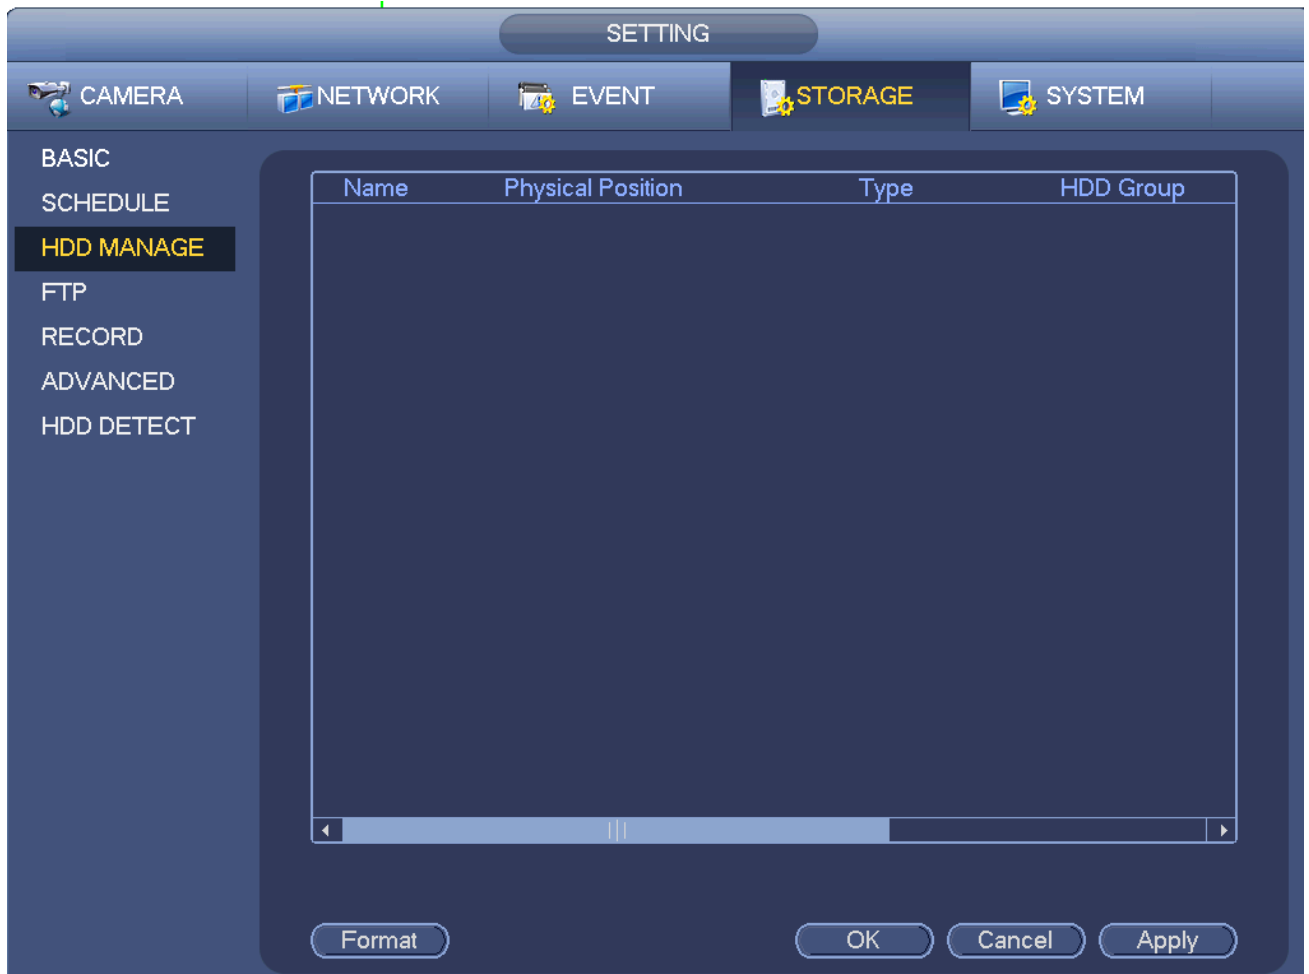 SETTING
CAMERA NETWORK EVENT STORAGE SYSTEM
BASIC
SCHEDULE
HDD MANAGE
FTP
RECORD
ADVANCED
HDD DETECT
Name Physical Position Type HDD Group
Format OK Cancel Apply